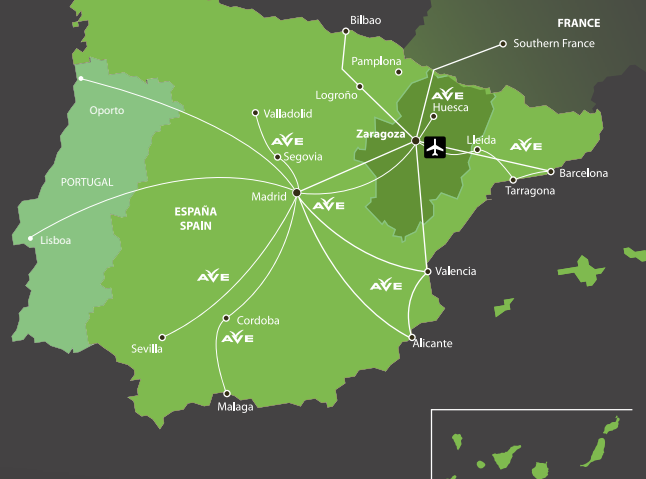 FRANCE
Bilbao
Southern France
Pamplona
Logroño
AVE
Huesca
Oporto
Valladolid
AVE
Segovia
Zaragoza
Lleida
AVE
Barcelona
Tarragona
PORTUGAL
Madrid
AVE
ESPAÑA
SPAIN
Lisboa
AVE
AVE
Valencia
Cordoba
AVE
Sevilla
Alicante
Malaga